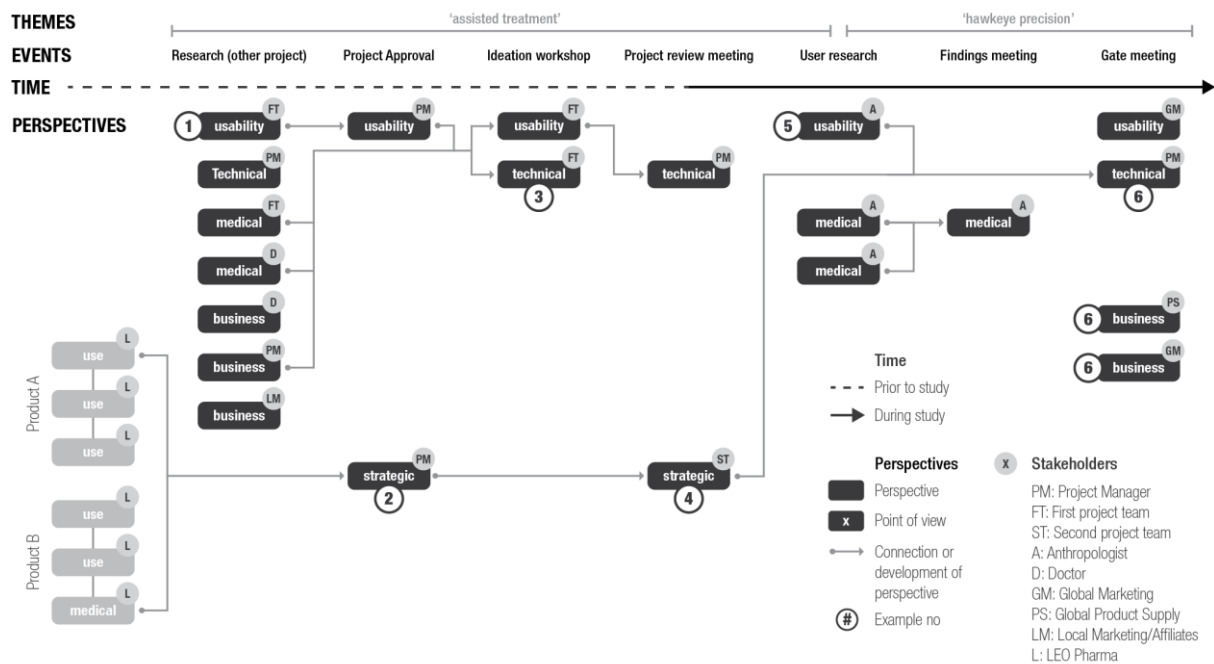 THEMES
'assisted treatment'
'hawkeye precision'
EVENTS
Research (other project)
Project Approval
Ideation workshop
Project review meeting
User research
Findings meeting
Gate meeting
TIME
PERSPECTIVES
1
usability
FT
usability
PM
usability
FT
5
usability
A
usability
GM
Technical
PM
technical
FT
3
technical
PM
technical
PM
6
medical
FT
medical
A
medical
A
medical
D
medical
A
business
D
6
business
PS
business
PM
6
business
GM
business
LM
Product A
use
L
use
L
use
L
strategic
PM
2
strategic
ST
4
Product B
use
L
use
L
medical
L
Time
Prior to study
During study
Perspectives
Perspective
x
Point of view
Connection or
development of
perspective
#
Example no
x
Stakeholders
PM: Project Manager
FT: First project team
ST: Second project team
A: Anthropologist
D: Doctor
GM: Global Marketing
PS: Global Product Supply
LM: Local Marketing/Affiliates
L: LEO Pharma